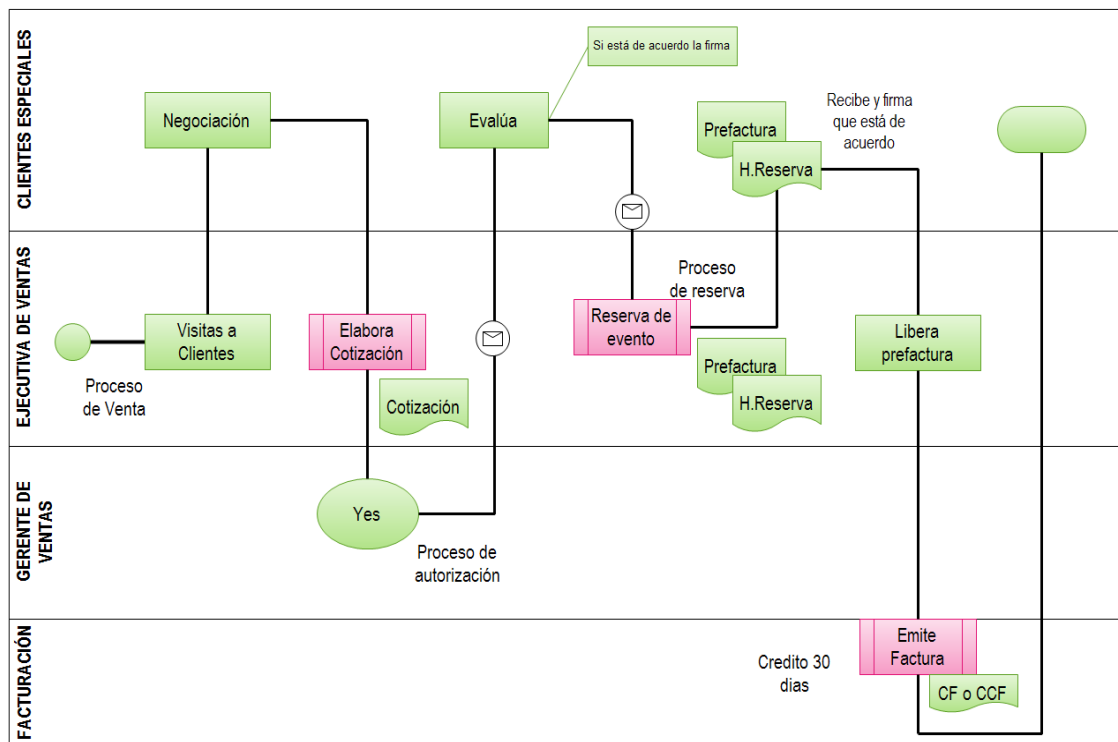 CLIENTES ESPECIALES
Si está de acuerdo la firma
Negociación
Evalúa
Prefactura
H.Reserva
Recibe y firma
que está de
acuerdo
EJECUTIVA DE VENTAS
Proceso
de Venta
Visitas a
Clientes
Elabora
Cotización
Cotización
Reserva de
evento
Proceso
de reserva
Prefactura
H.Reserva
Libera
prefactura
GERENTE DE
VENTAS
Yes
Proceso de
autorización
FACTURACIÓN
Credito 30
dias
Emite
Factura
CF o CCF